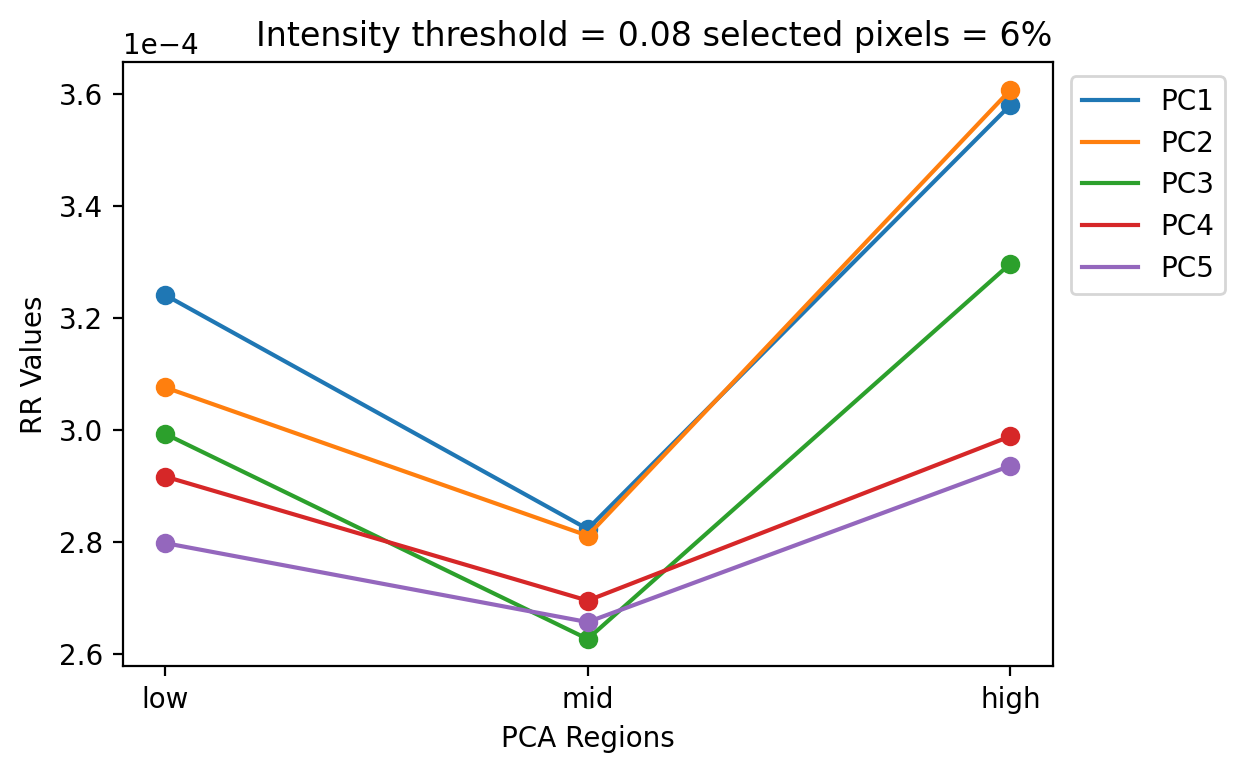 Intensity threshold = 0.08 selected pixels = 6%
1e−4
3.6
3.4
3.2
3.0
2.8
2.6
RR Values
low
mid
high
PCA Regions
PC1
PC2
PC3
PC4
PC5